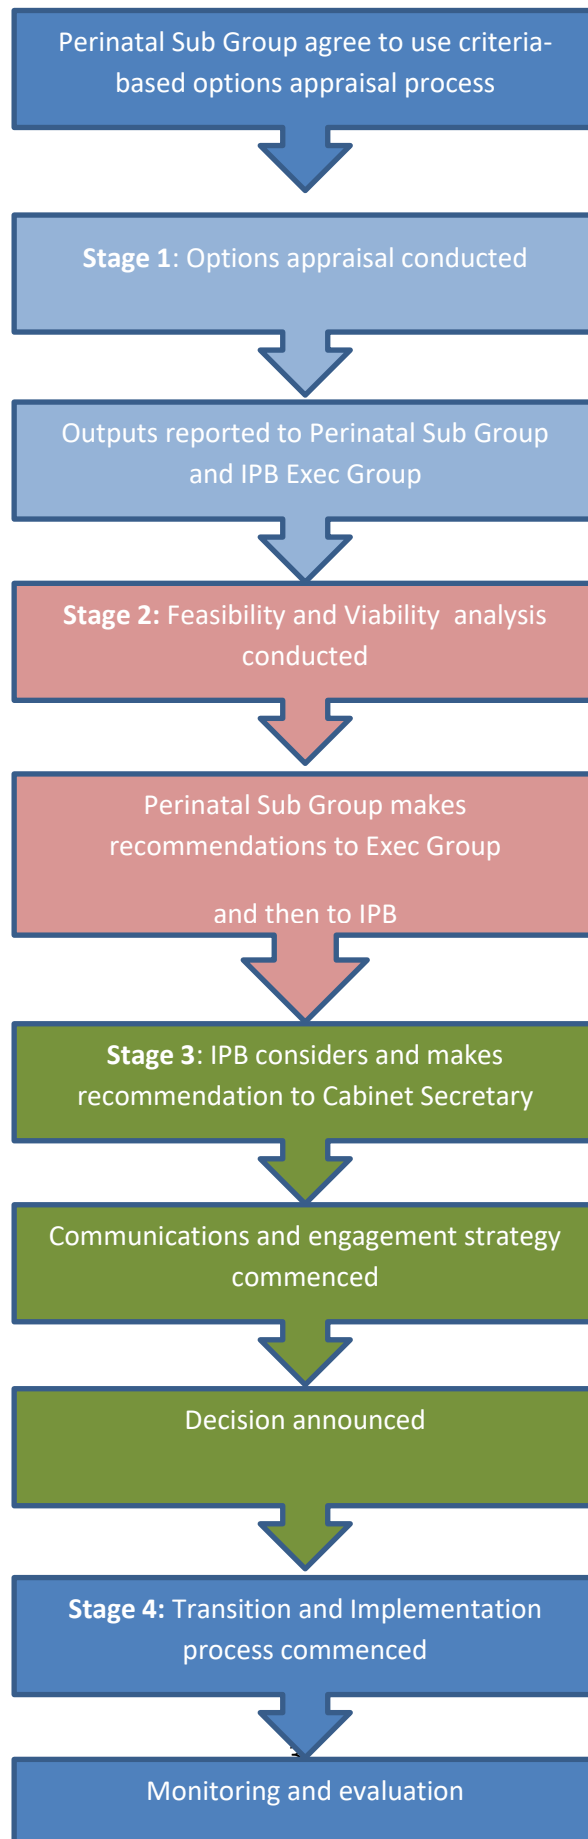 Perinatal Sub Group agree to use criteria-
based options appraisal process
Stage 1: Options appraisal conducted
Outputs reported to Perinatal Sub Group
and IPB Exec Group
Stage 2: Feasibility and Viability analysis
conducted
Perinatal Sub Group makes
recommendations to Exec Group
and then to IPB
Stage 3: IPB considers and makes
recommendation to Cabinet Secretary
Communications and engagement strategy
commenced
Decision announced
Stage 4: Transition and Implementation
process commenced
Monitoring and evaluation